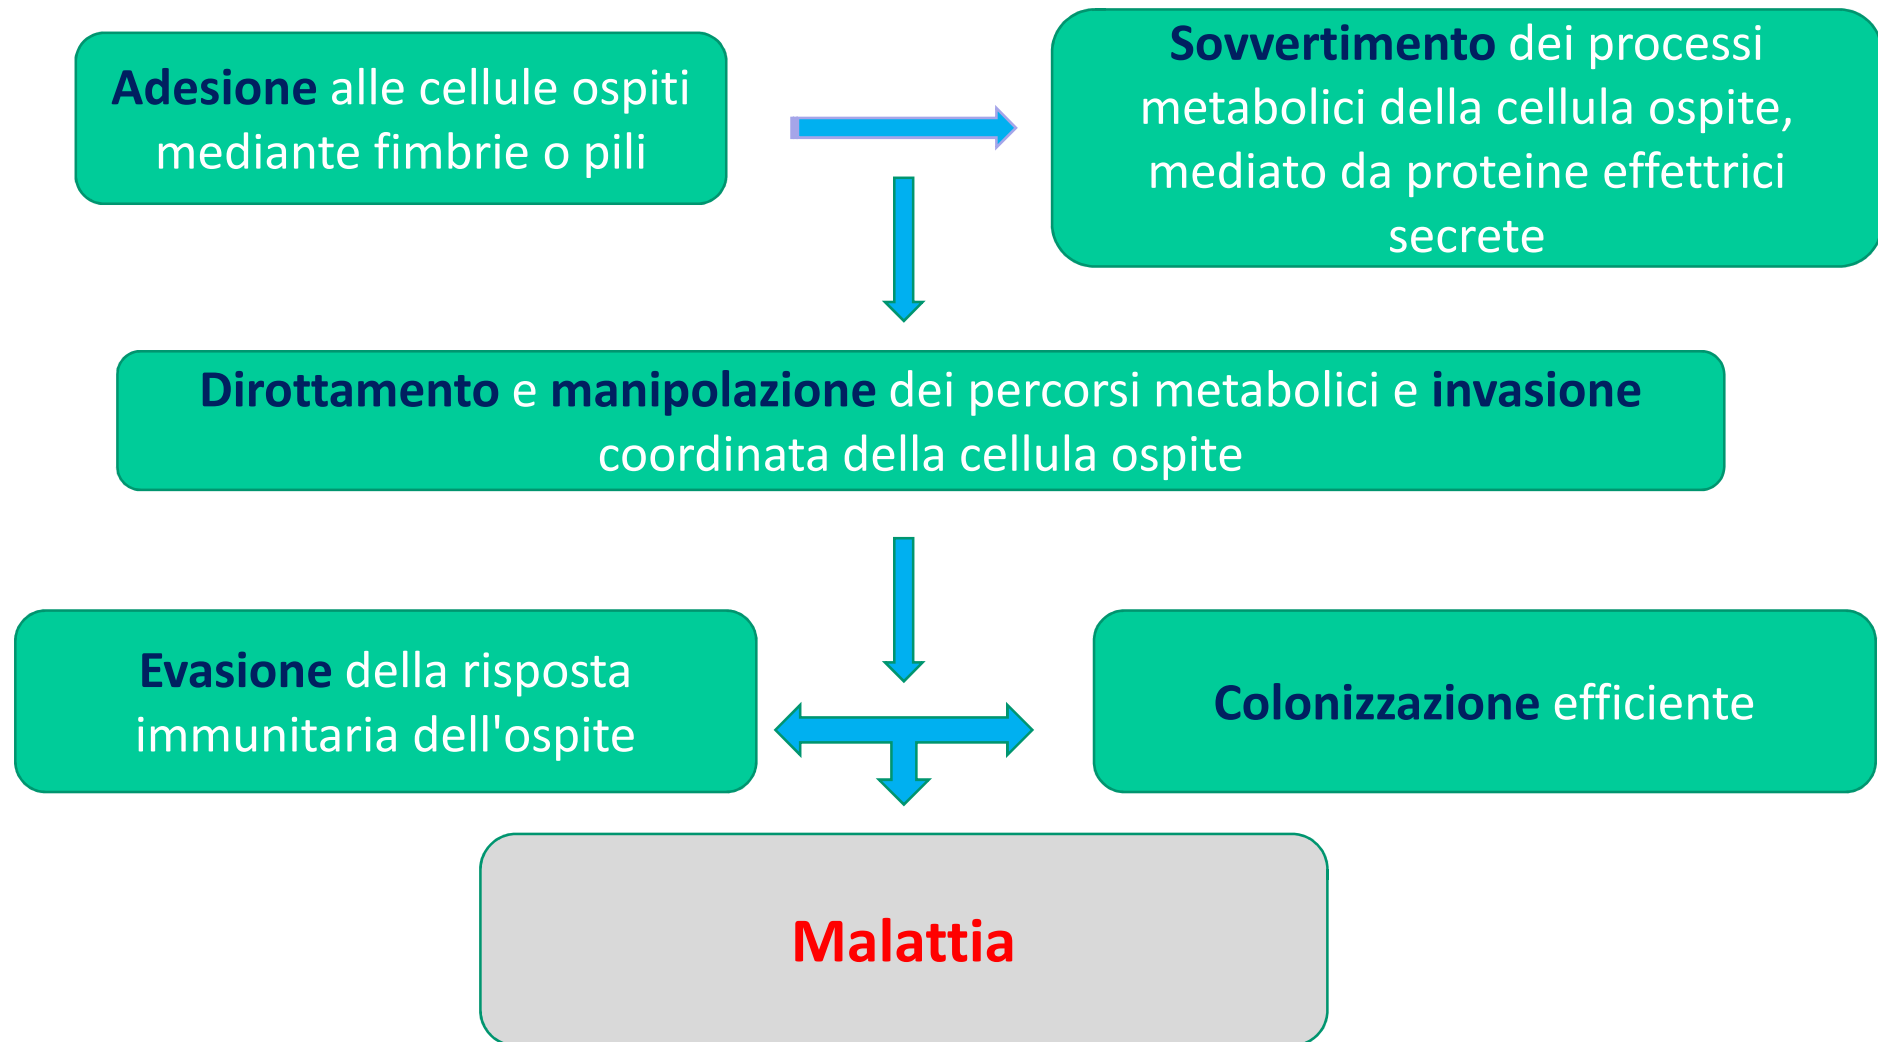 Adesione alle cellule ospiti
mediante fimbrie o pili
Sovvertimento dei processi
metabolici della cellula ospite,
mediato da proteine effettrici
secrete
Dirottamento e manipolazione dei percorsi metabolici e invasione
coordinata della cellula ospite
Evasione della risposta
immunitaria dell'ospite
Colonizzazione efficiente
Malattia